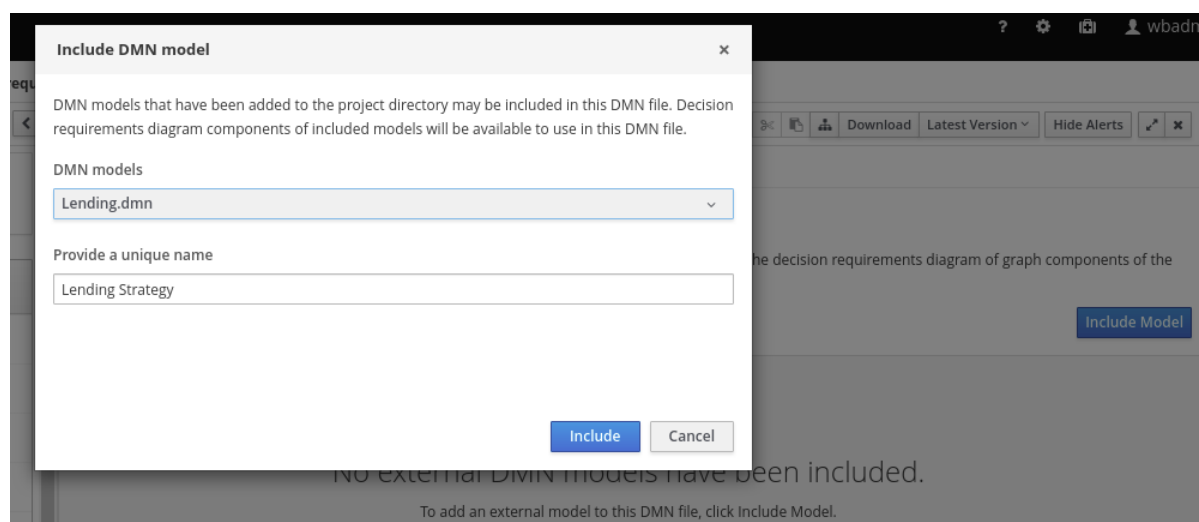 ? wbadn
Include DMN model ×
requ
DMN models that have been added to the project directory may be included in this DMN file. Decision
requirements diagram components of included models will be available to use in this DMN file.
Download Latest Version Hide Alerts
DMN models
Lending.dmn
Provide a unique name
he decision requirements diagram of graph components of the
Lending Strategy
Include Model
Include Cancel
No external DMN models have been included.
To add an external model to this DMN file, click Include Model.